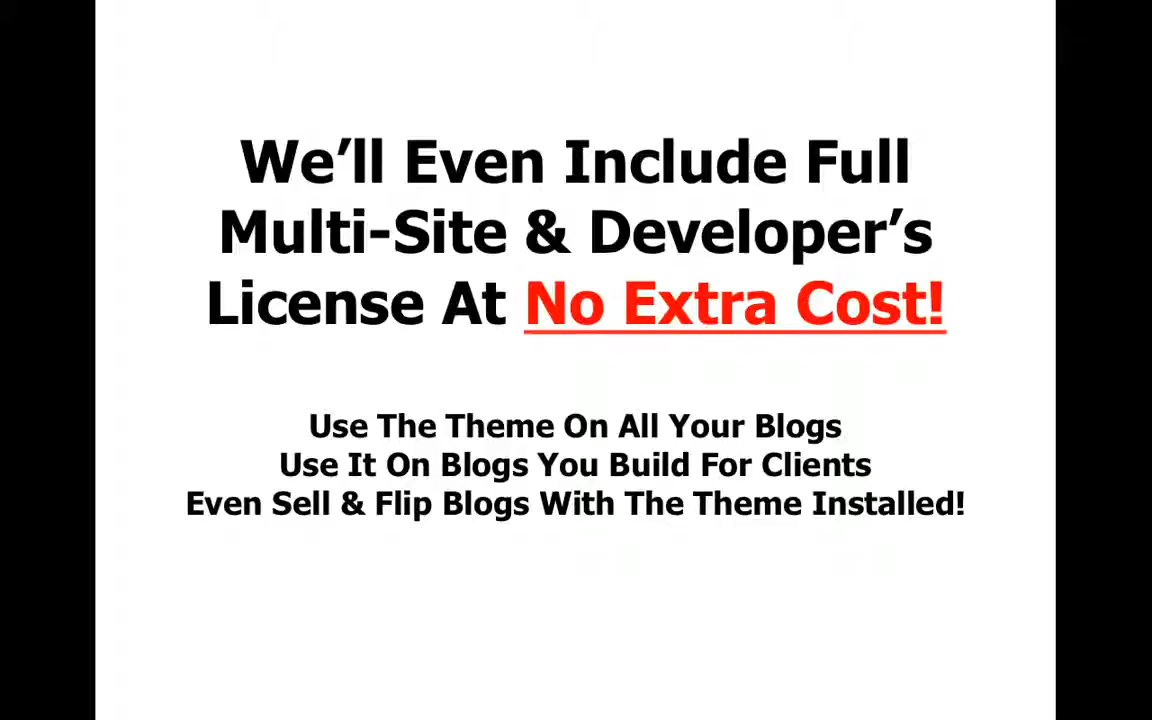 We’ll Even Include Full
Multi-Site & Developer’s
License At No Extra Cost!
Use The Theme On All Your Blogs
Use It On Blogs You Build For Clients
Even Sell & Flip Blogs With The Theme Installed!